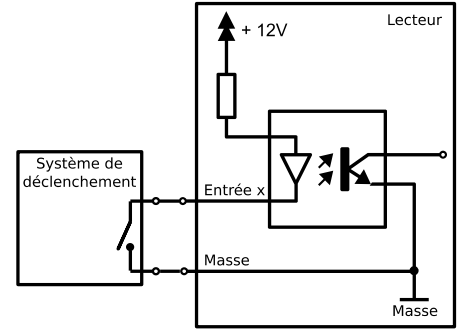 Lecteur
+ 12V
Système de
déclenchement
Entrée x
Masse
Masse